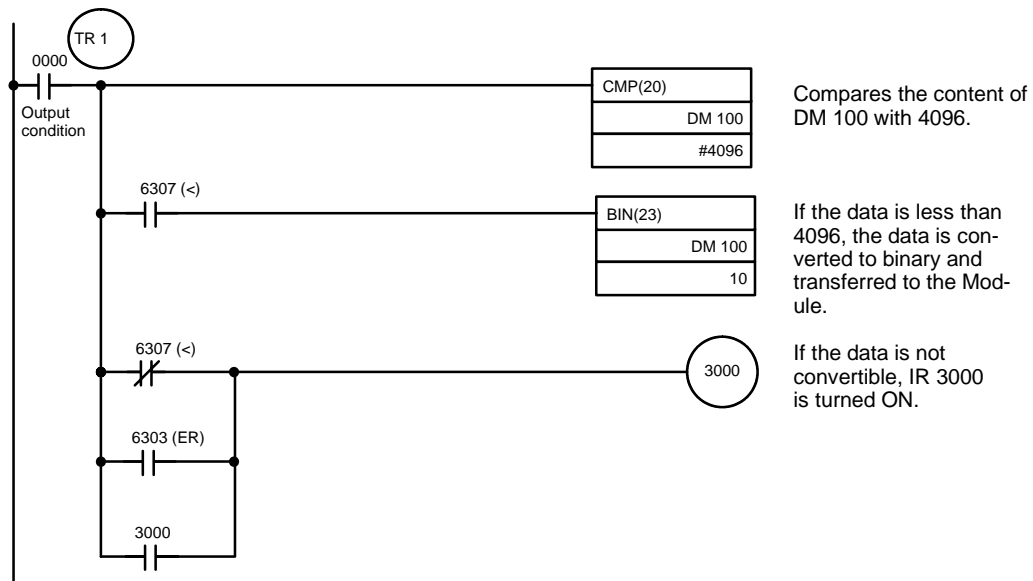 TR 1
0000
Output
condition
CMP(20)
DM 100
#4096
Compares the content of
DM 100 with 4096.
6307 (<)
BIN(23)
DM 100
10
If the data is less than
4096, the data is con-
verted to binary and
transferred to the Mod-
ule.
6307 (<)
3000
If the data is not
convertible, IR 3000
is turned ON.
6303 (ER)
3000